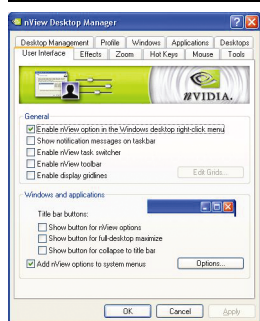 nView Desktop Manager
Desktop Management Profile Windows Applications Desktops
User Interface Effects Zoom Hot Keys Mouse Tools
nVIDIA.
General
Enable nView option in the Windows desktop right-click menu
Show notification messages on taskbar
Enable nView task switcher
Enable nView toolbar
Enable display gridlines
Edit Grids...
Windows and applications
Title bar buttons:
Show button for nView options
Show button for full-desktop maximize
Show button for collapse to title bar
Add nView options to system menus
Options...
OK Cancel Apply